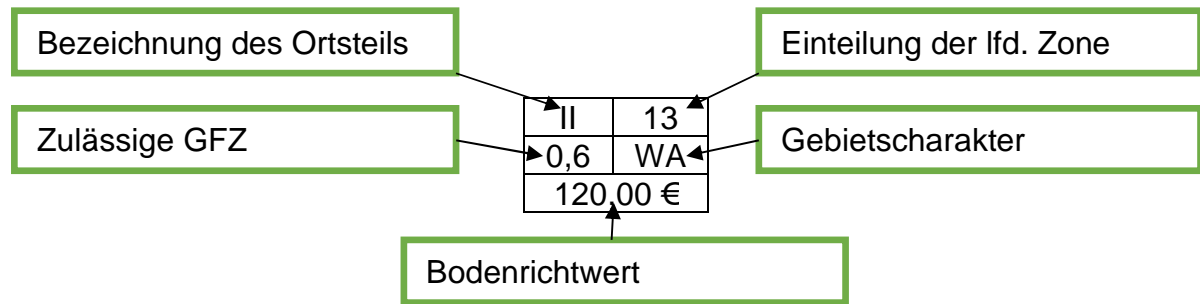 Bezeichnung des Ortsteils
Einteilung der lfd. Zone
II 13
Zulässige GFZ
0,6 WA
Gebietscharakter
120,00 €
Bodenrichtwert